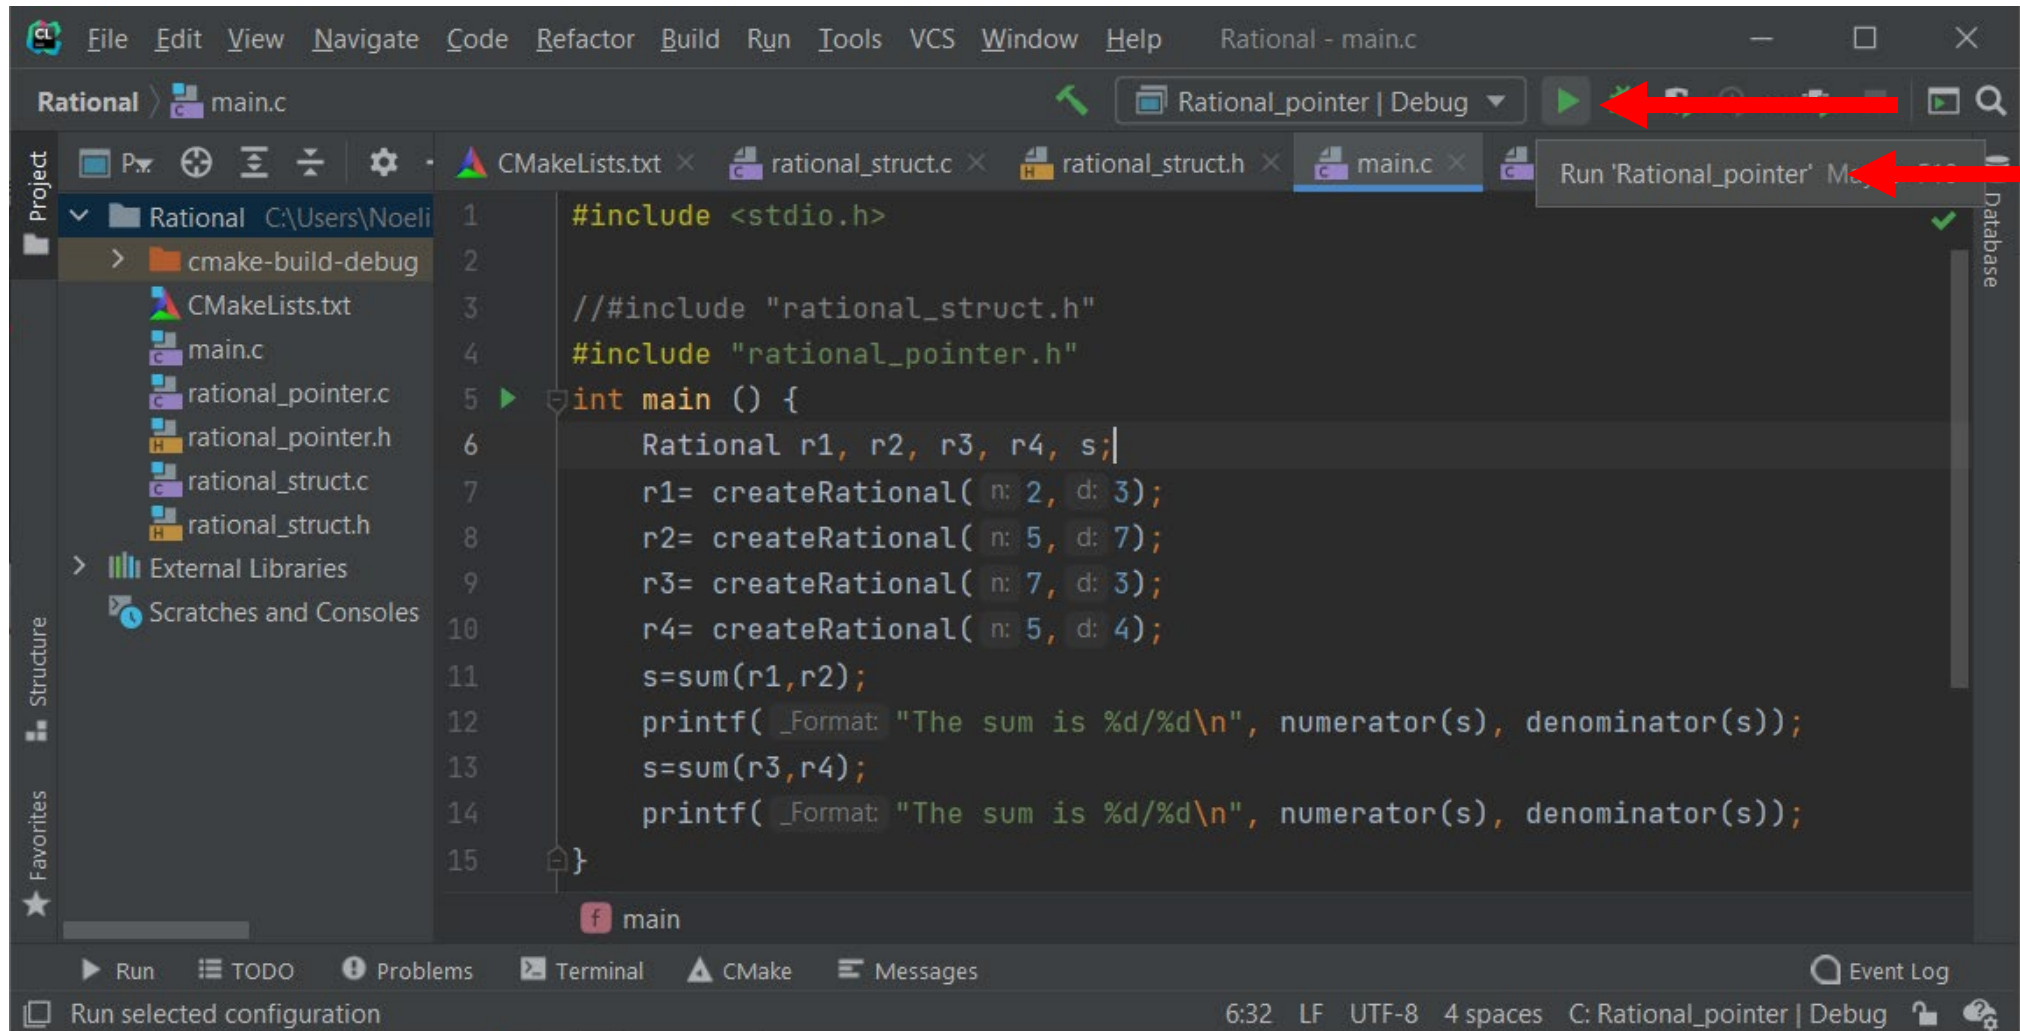 File Edit View Navigate Code Refactor Build Run Tools VCS Window Help Rational - main.c
Rational main.c Rational_pointer | Debug
CMakeLists.txt rational_struct.c rational_struct.h main.c
Run 'Rational_pointer'
Project
Structure
Favorites
Database
Rational C:\Users\Noeli
cmake-build-debug
CMakeLists.txt
main.c
rational_pointer.c
rational_pointer.h
rational_struct.c
rational_struct.h
External Libraries
Scratches and Consoles
1 #include <stdio.h>
2
3 //#include "rational_struct.h"
4 #include "rational_pointer.h"
5 int main () {
6 Rational r1, r2, r3, r4, s;
7 r1= createRational( n: 2, d: 3);
8 r2= createRational( n: 5, d: 7);
9 r3= createRational( n: 7, d: 3);
10 r4= createRational( n: 5, d: 4);
11 s=sum(r1,r2);
12 printf( _Format: "The sum is %d/%d\n", numerator(s), denominator(s));
13 s=sum(r3,r4);
14 printf( _Format: "The sum is %d/%d\n", numerator(s), denominator(s));
15 }
f main
Run TODO Problems Terminal CMake Messages Event Log
Run selected configuration 6:32 LF UTF-8 4 spaces C: Rational_pointer | Debug